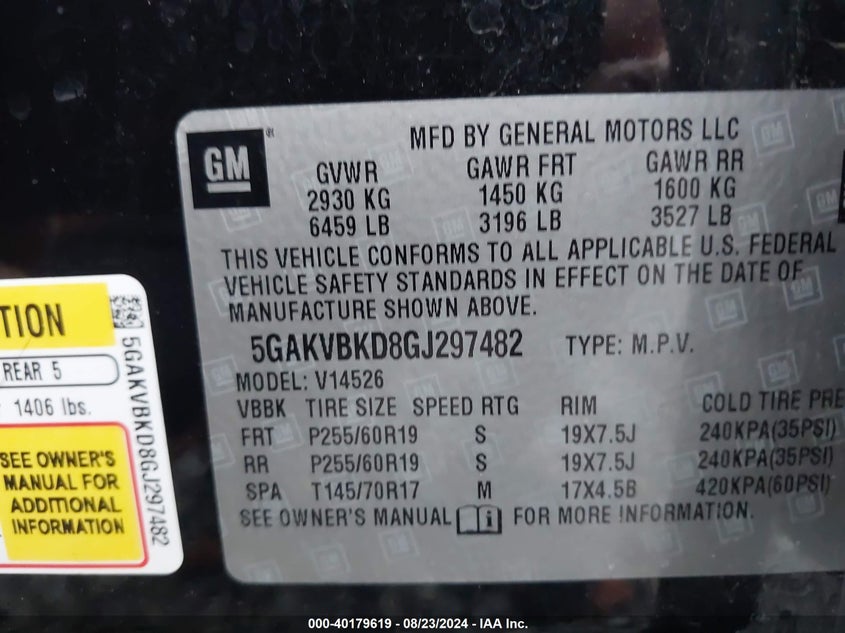 GM
MFD BY GENERAL MOTORS LLC
GVWR GAWR FRT GAWR RR
2930 KG 1450 KG 1600 KG
6459 LB 3196 LB 3527 LB
THIS VEHICLE CONFORMS TO ALL APPLICABLE U.S. FEDERAL
VEHICLE SAFETY STANDARDS IN EFFECT ON THE DATE OF
MANUFACTURE SHOWN ABOVE.
5GAKVBKD8GJ297482 TYPE: M.P.V.
MODEL: V14526
VBBK TIRE SIZE SPEED RTG RIM COLD TIRE PRE
FRT P255/60R19 S 19X7.5J 240KPA(35PSI)
RR P255/60R19 S 19X7.5J 240KPA(35PSI)
SPA T145/70R17 M 17X4.5B 420KPA(60PSI)
SEE OWNER'S MANUAL FOR MORE INFORMATION.
TION
REAR 5
1406 lbs.
SEE OWNER'S
MANUAL FOR
ADDITIONAL
INFORMATION
5GAKVBKD8GJ297482
000-40179619 - 08/23/2024 - IAA Inc.